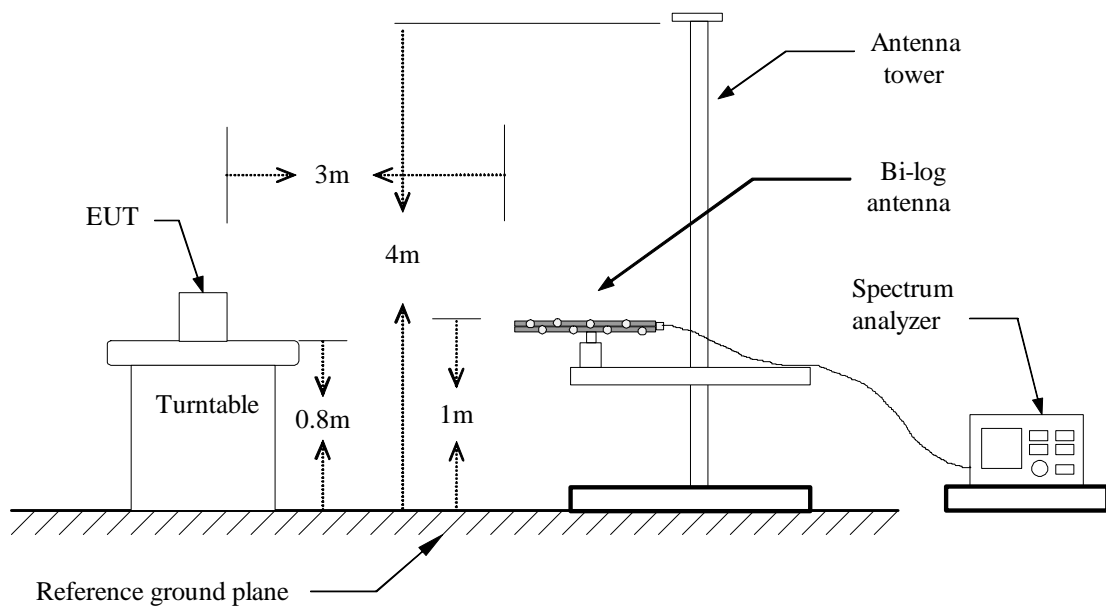 Antenna
tower
3m
Bi-log
antenna
EUT
4m
Spectrum
analyzer
Turntable
0.8m
1m
Reference ground plane